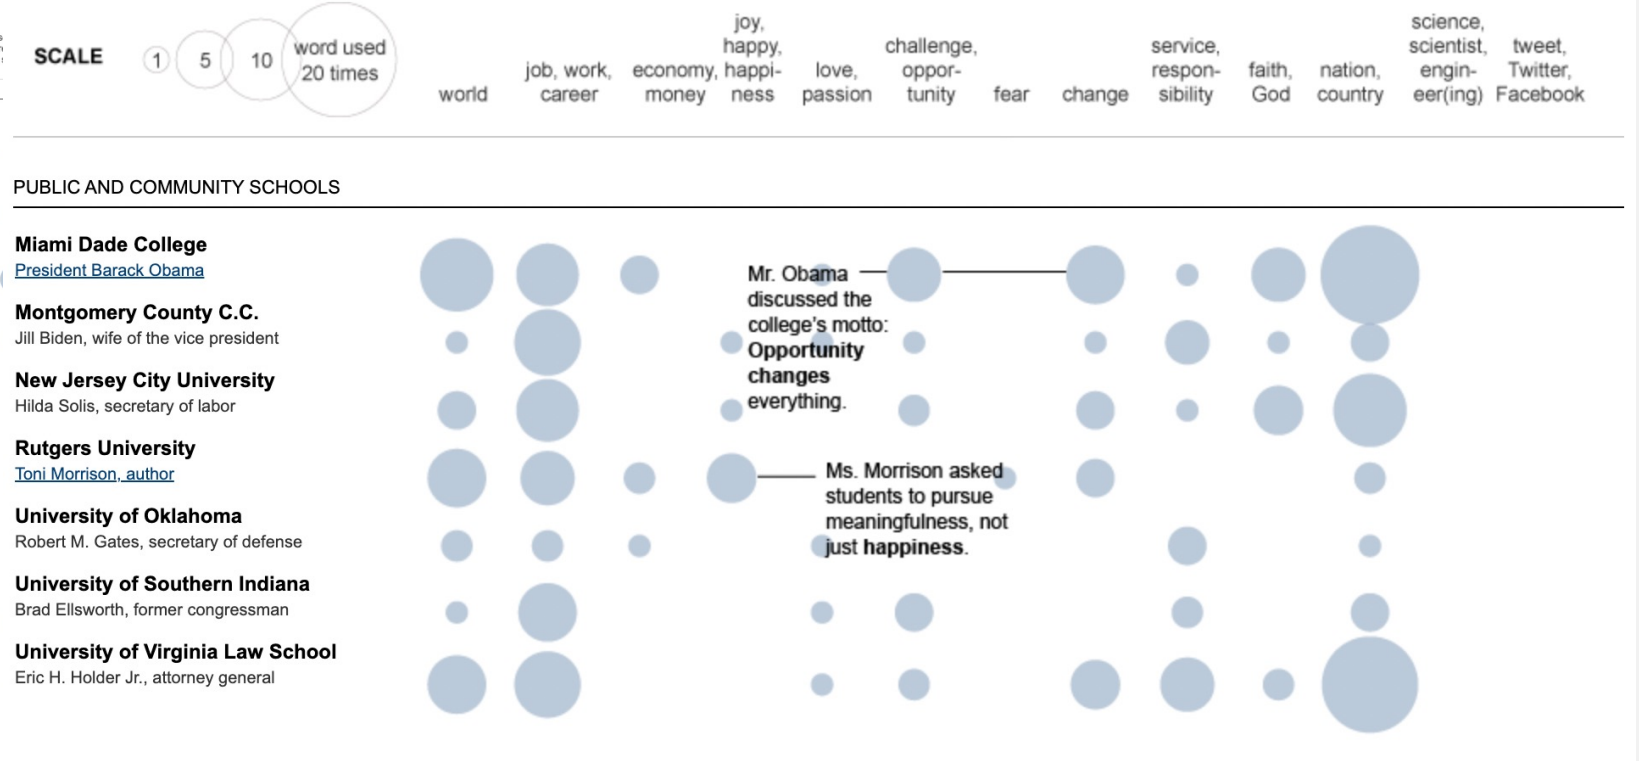 SCALE
1
5
10
word used
20 times
world
job, work,
career
economy,
money
joy,
happy,
happi-
ness
love,
passion
challenge,
oppor-
tunity
fear
change
service,
respon-
sibility
faith,
God
nation,
country
science,
scientist,
engin-
eer(ing)
tweet,
Twitter,
Facebook
PUBLIC AND COMMUNITY SCHOOLS
Miami Dade College
President Barack Obama
Mr. Obama
discussed the
college's motto:
Opportunity
changes
everything.
Montgomery County C.C.
Jill Biden, wife of the vice president
New Jersey City University
Hilda Solis, secretary of labor
Rutgers University
Toni Morrison, author
Ms. Morrison asked
students to pursue
meaningfulness, not
just happiness.
University of Oklahoma
Robert M. Gates, secretary of defense
University of Southern Indiana
Brad Ellsworth, former congressman
University of Virginia Law School
Eric H. Holder Jr., attorney general